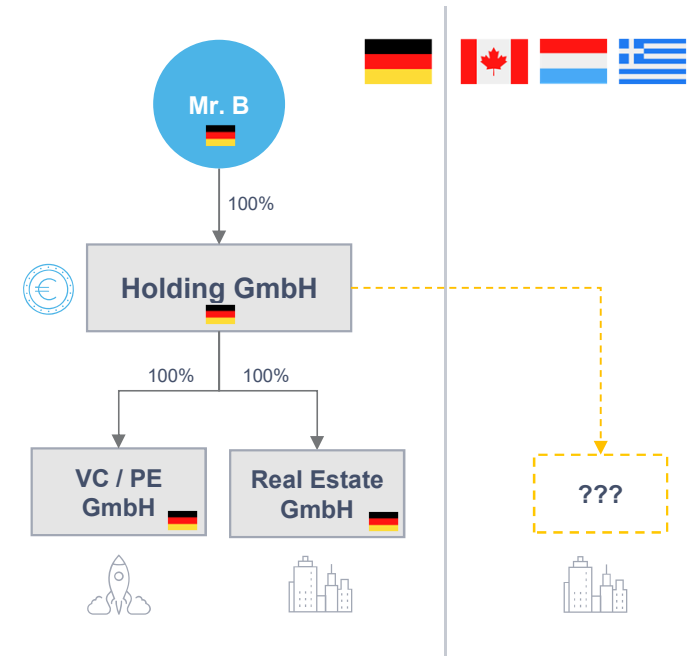 Mr. B
100%
Holding GmbH
100%
100%
VC / PE
GmbH
Real Estate
GmbH
???